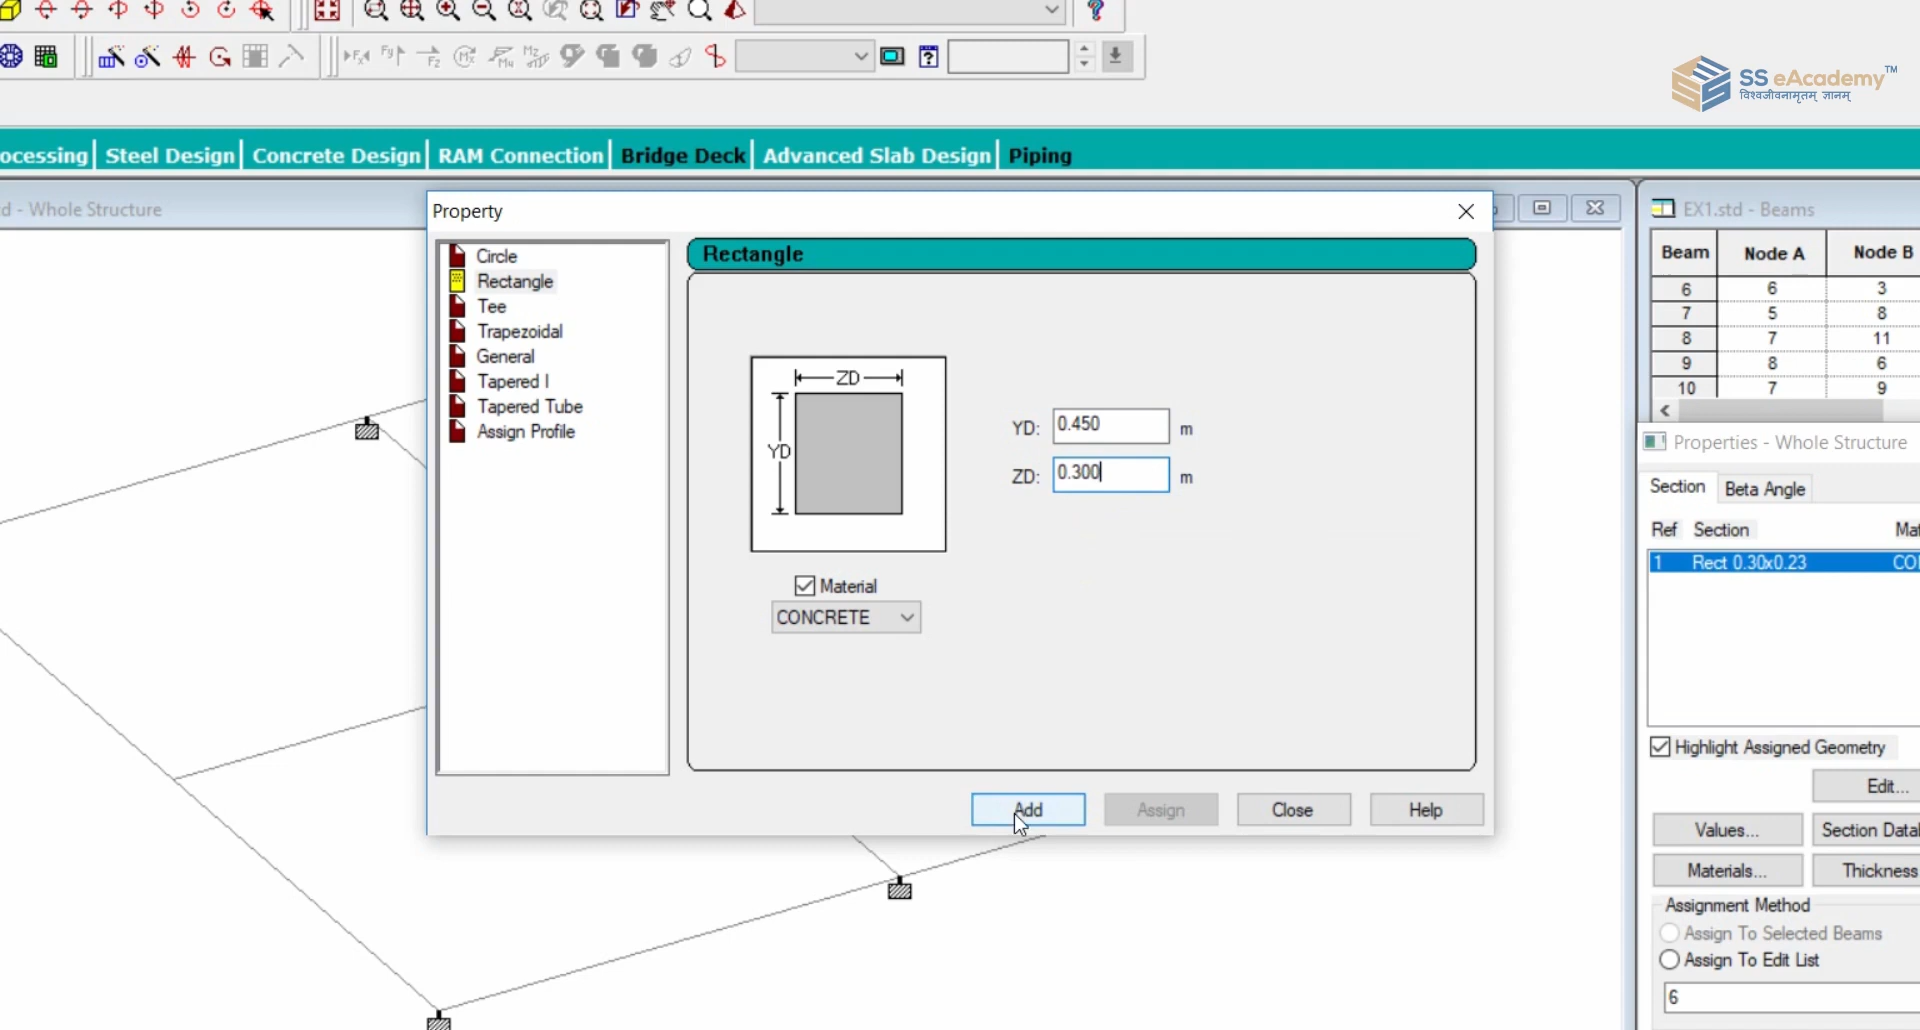 SS eAcademy™
विश्वजीवनामृतम् ज्ञानम्
ocessing Steel Design Concrete Design RAM Connection Bridge Deck Advanced Slab Design Piping
d - Whole Structure
Property
Circle
Rectangle
Tee
Trapezoidal
General
Tapered I
Tapered Tube
Assign Profile
Rectangle
ZD
YD
YD: 0.450 m
ZD: 0.300 m
Material
CONCRETE
Add Assign Close Help
EX1.std - Beams
Beam Node A Node B
6 6 3
7 5 8
8 7 11
9 8 6
10 7 9
Properties - Whole Structure
Section Beta Angle
Ref Section Mat
1 Rect 0.30x0.23 CO
Highlight Assigned Geometry
Edit...
Values... Section Datab
Materials... Thickness
Assignment Method
Assign To Selected Beams
Assign To Edit List
6